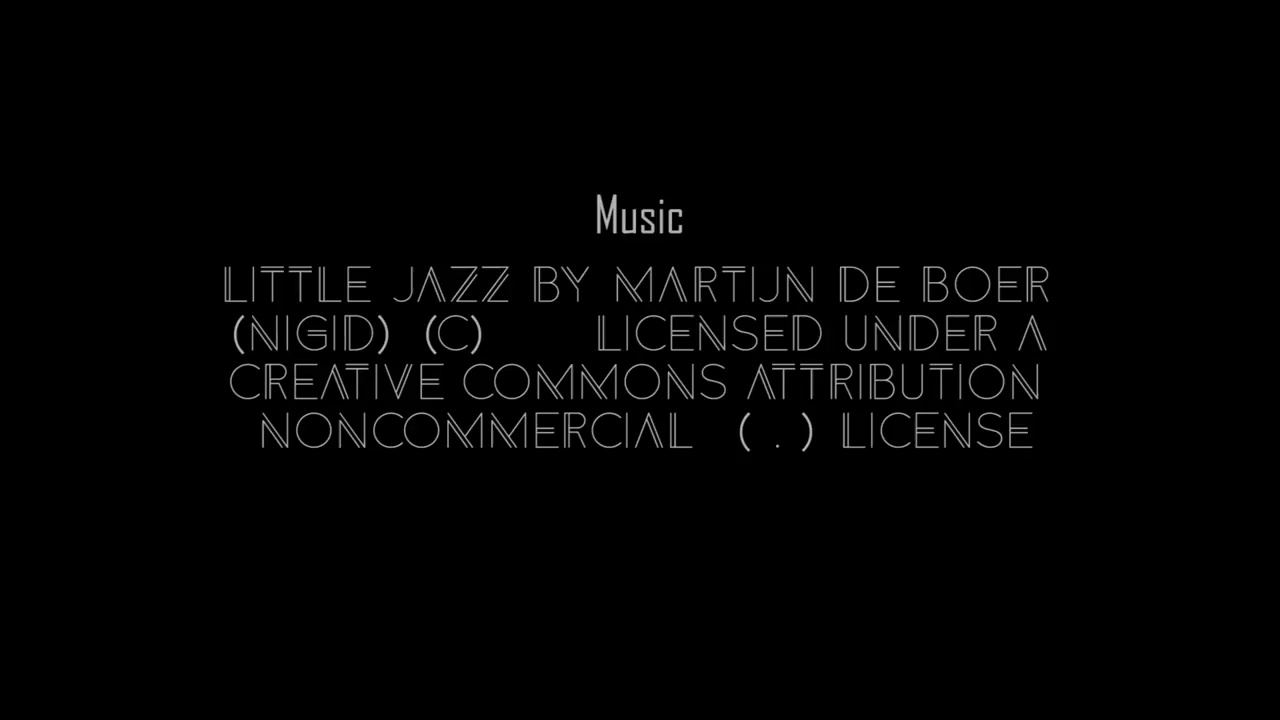 Music
LITTLE JAZZ BY MARTIJN DE BOER
(NIGID) (C) LICENSED UNDER A
CREATIVE COMMONS ATTRIBUTION
NONCOMMERCIAL ( . ) LICENSE